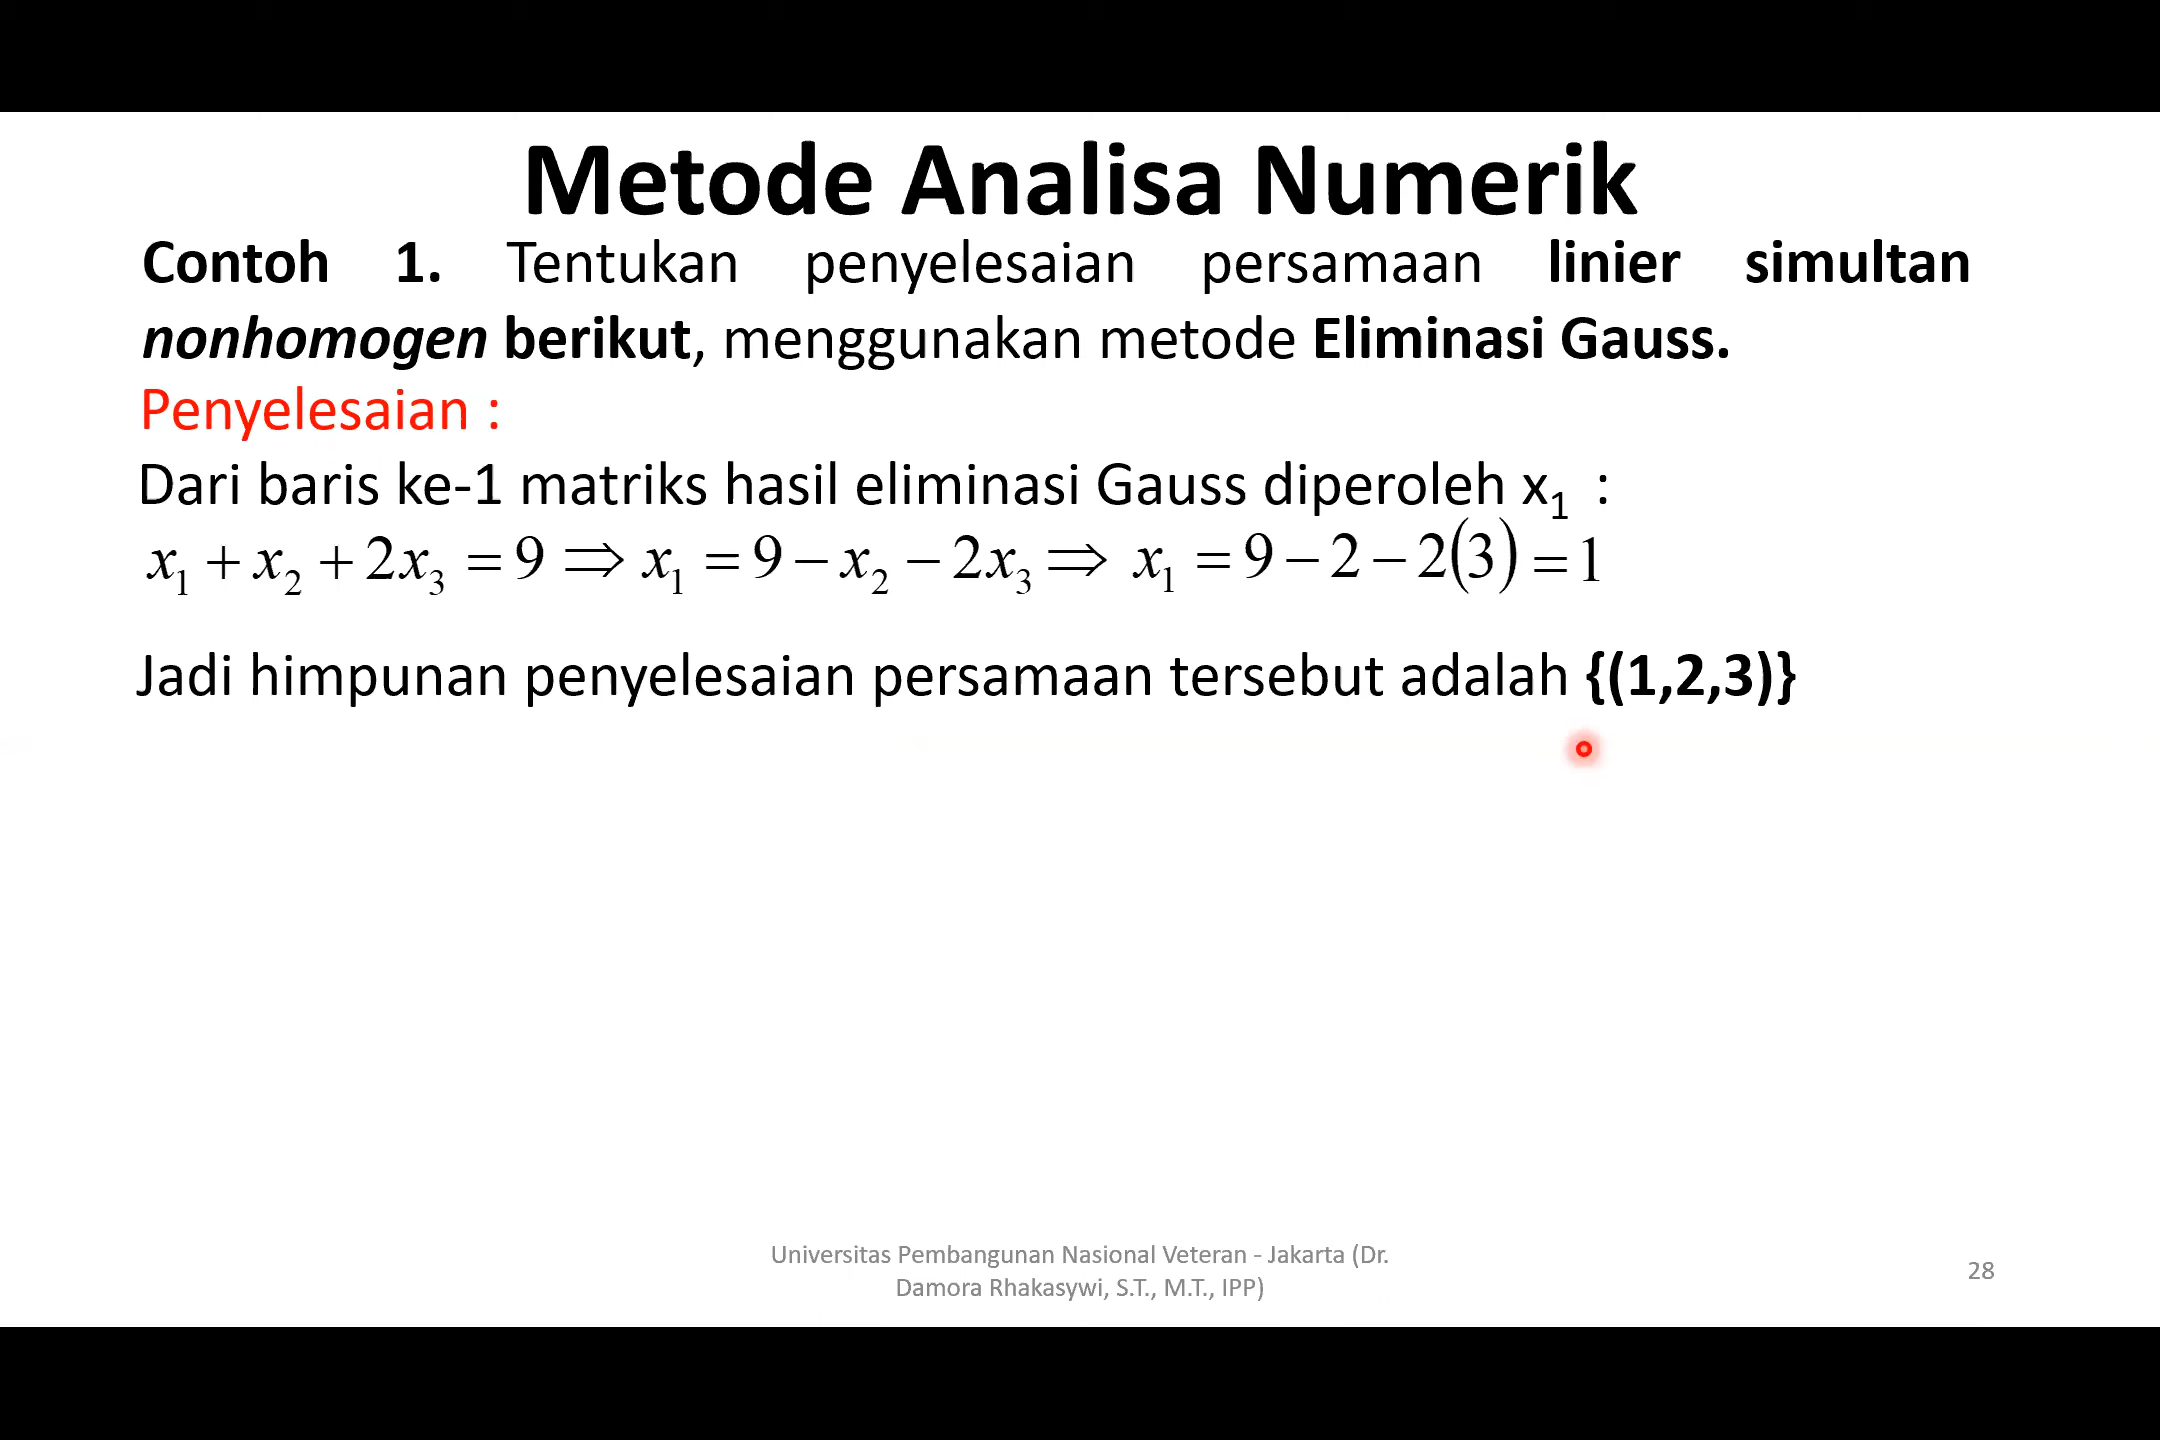 Metode Analisa Numerik
Contoh 1. Tentukan penyelesaian persamaan linier simultan
nonhomogen berikut, menggunakan metode Eliminasi Gauss.
Penyelesaian :
Dari baris ke-1 matriks hasil eliminasi Gauss diperoleh x₁ :
x₁ + x₂ + 2x₃ = 9 ⇒ x₁ = 9 − x₂ − 2x₃ ⇒ x₁ = 9 − 2 − 2(3) = 1
Jadi himpunan penyelesaian persamaan tersebut adalah {(1,2,3)}
Universitas Pembangunan Nasional Veteran - Jakarta (Dr.
Damora Rhakasywi, S.T., M.T., IPP)
28